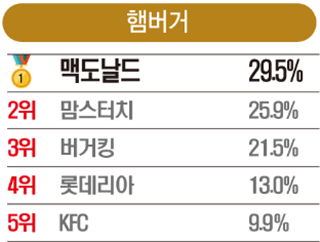 햄버거
1 맥도날드 29.5%
2위 맘스터치 25.9%
3위 버거킹 21.5%
4위 롯데리아 13.0%
5위 KFC 9.9%